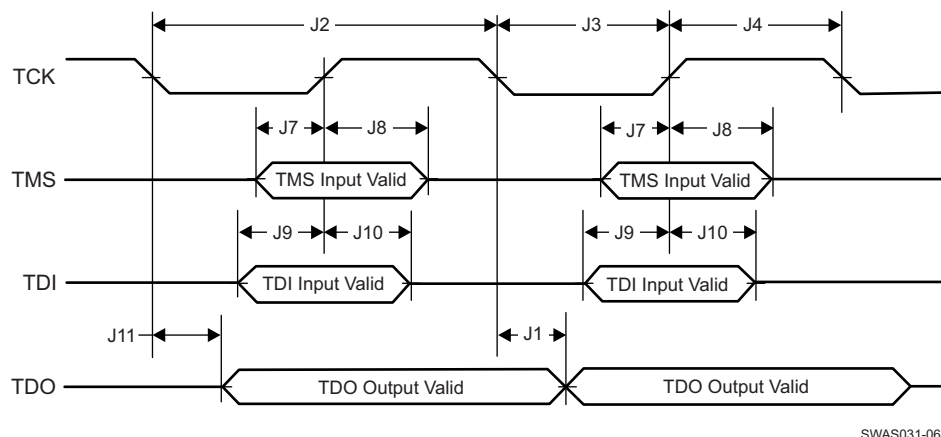 J2 J3 J4
TCK
J7 J8 J7 J8
TMS TMS Input Valid TMS Input Valid
J9 J10 J9 J10
TDI TDI Input Valid TDI Input Valid
J11 J1
TDO TDO Output Valid TDO Output Valid
SWAS031-06